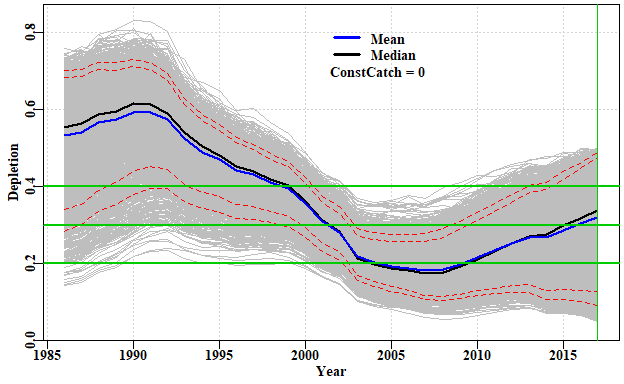 Mean
Median
ConstCatch = 0
Depletion
0.8
0.6
0.4
0.2
0.0
1985 1990 1995 2000 2005 2010 2015
Year